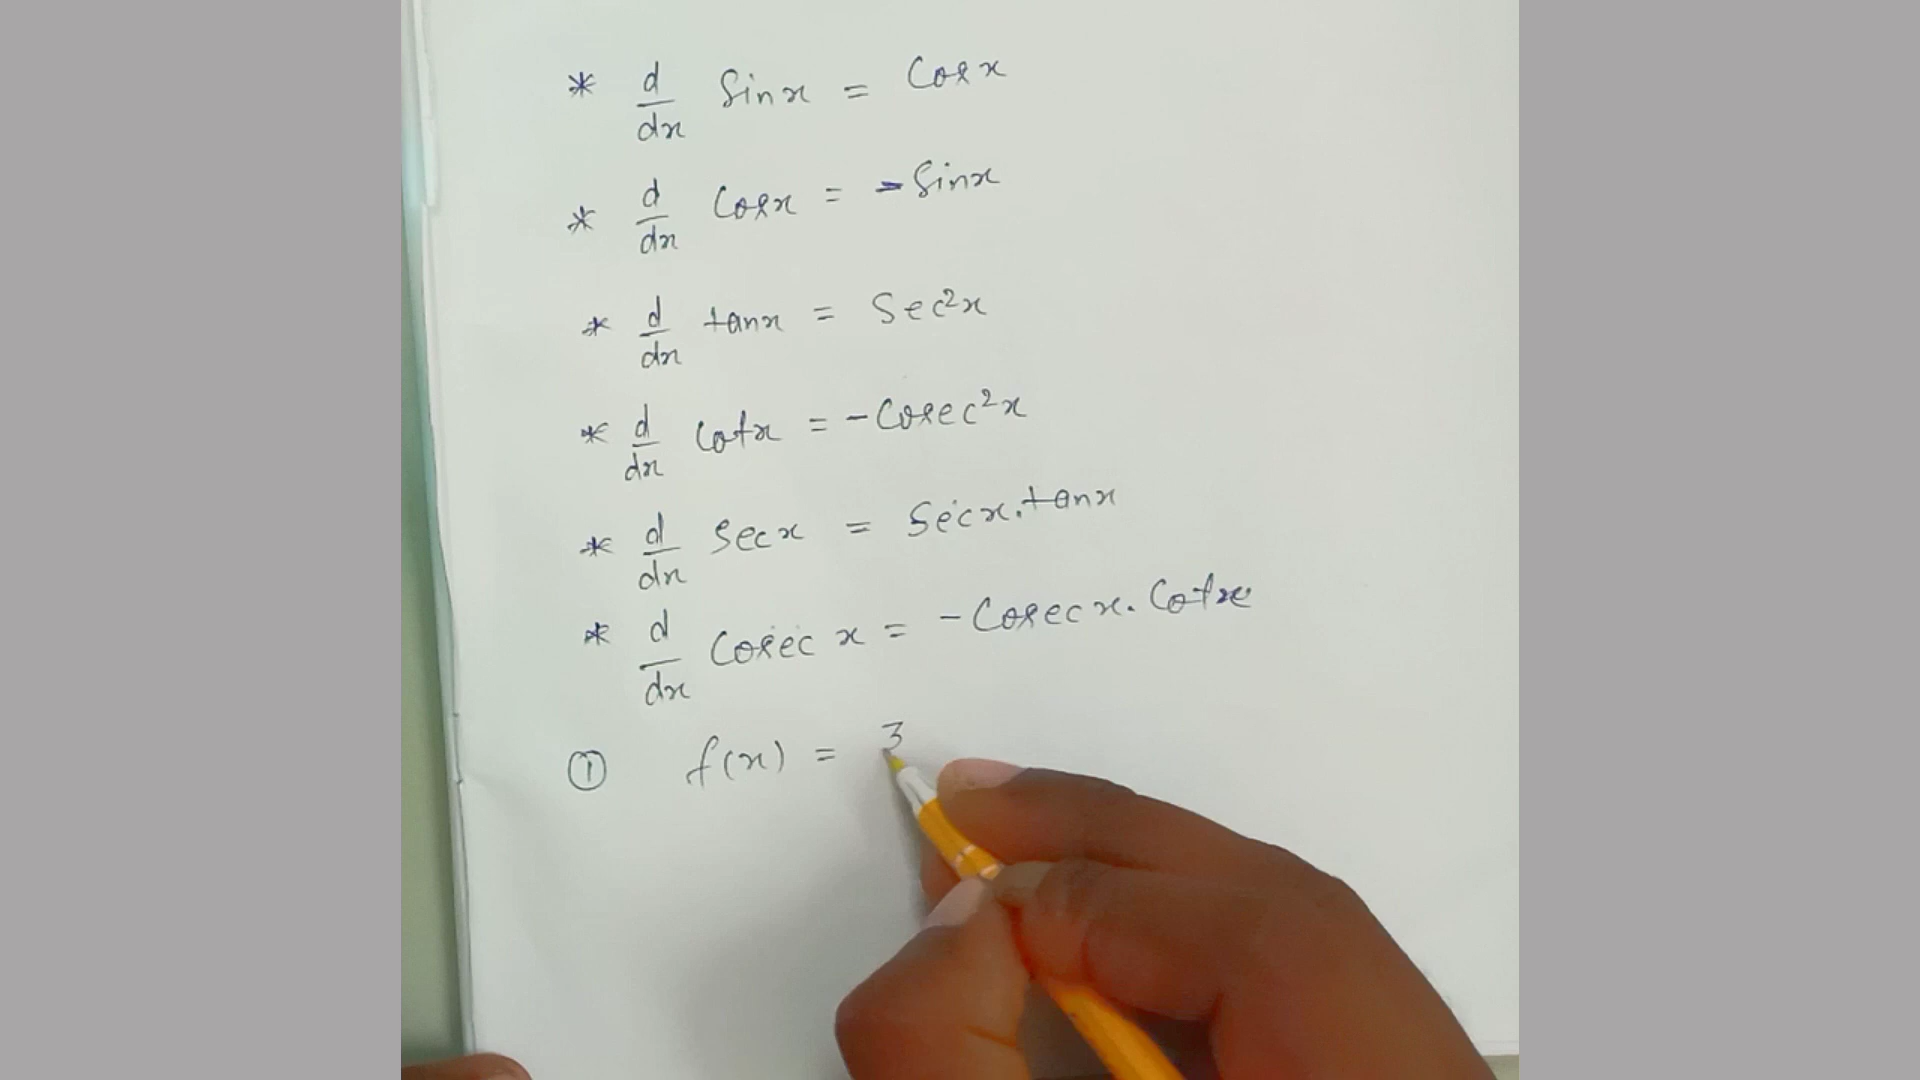 * d/dx Sinx = Cosx
* d/dx Cosx = -Sinx
* d/dx tanx = Sec²x
* d/dx Cotx = -Cosec²x
* d/dx Secx = Secx.tanx
* d/dx Cosec x = -Cosecx.Cotx
① f(x) = 3